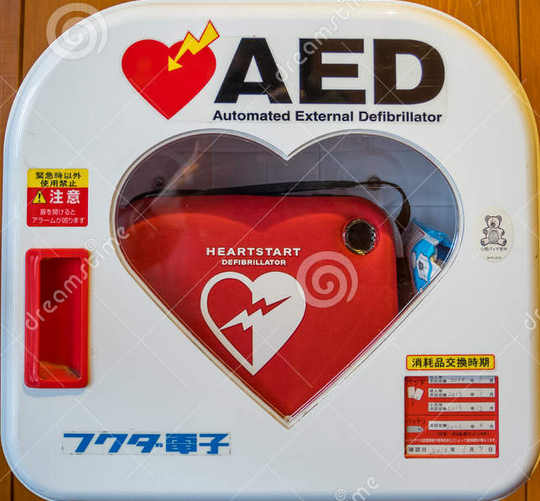 AED
Automated External Defibrillator
緊急時以外
使用禁止
注意
扉を開けると
アラームが鳴ります
HEARTSTART
DEFIBRILLATOR
消耗品交換時期
フクダ電子
dreamstime